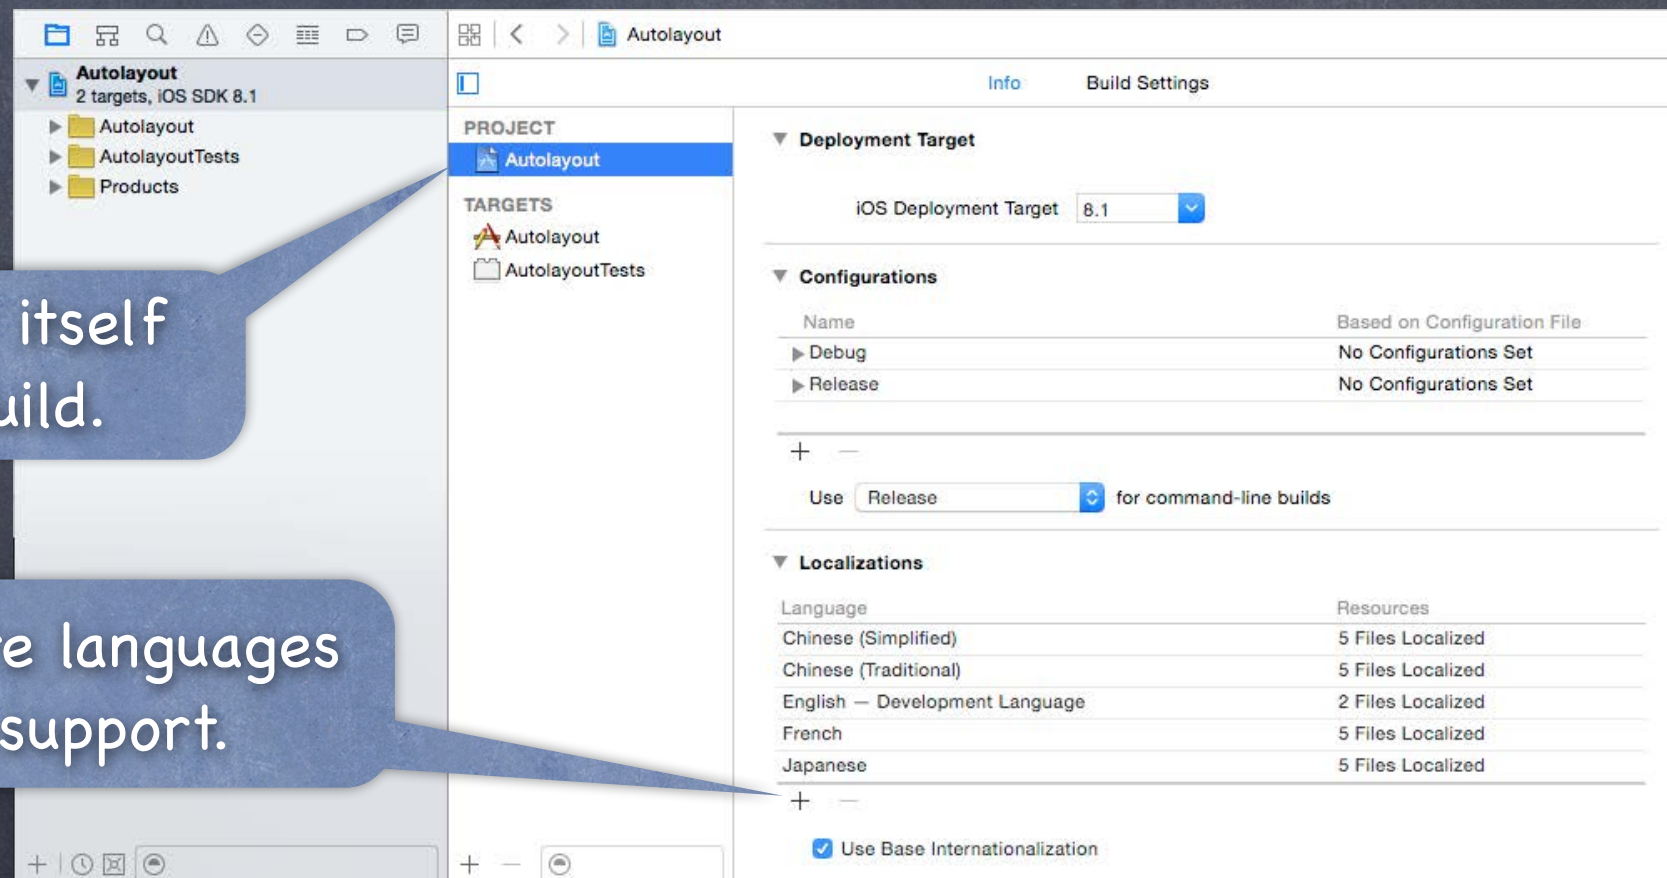 Autolayout
Autolayout
2 targets, iOS SDK 8.1
Autolayout
AutolayoutTests
Products
Info Build Settings
PROJECT
Autolayout
TARGETS
Autolayout
AutolayoutTests
Deployment Target
iOS Deployment Target 8.1
Configurations
Name Based on Configuration File
Debug No Configurations Set
Release No Configurations Set
+ —
Use Release for command-line builds
Localizations
Language Resources
Chinese (Simplified) 5 Files Localized
Chinese (Traditional) 5 Files Localized
English — Development Language 2 Files Localized
French 5 Files Localized
Japanese 5 Files Localized
+ —
Use Base Internationalization
itself
languages
support.